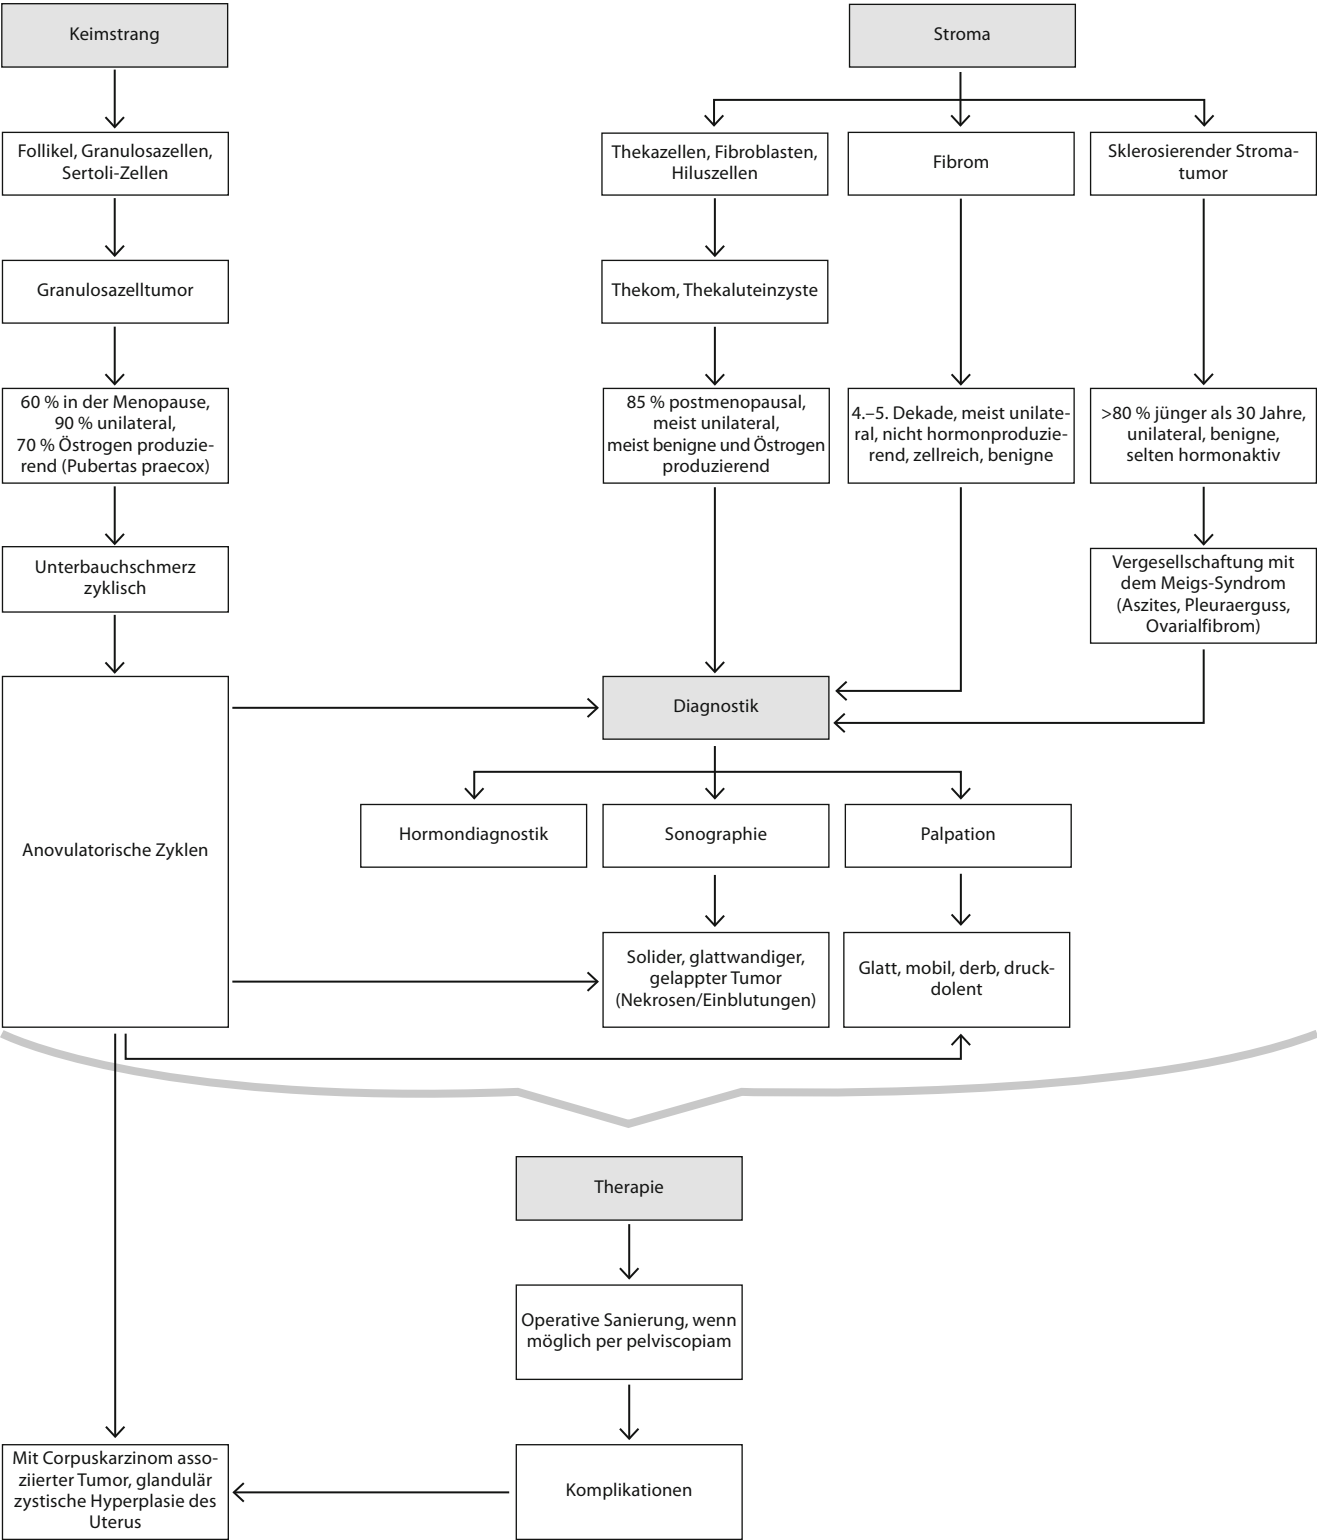 Keimstrang
Stroma
Follikel, Granulosazellen,
Sertoli-Zellen
Thekazellen, Fibroblasten,
Hiluszellen
Fibrom
Sklerosierender Stroma-
tumor
Granulosazelltumor
Thekom, Thekaluteinzyste
60 % in der Menopause,
90 % unilateral,
70 % Östrogen produzie-
rend (Pubertas praecox)
85 % postmenopausal,
meist unilateral,
meist benigne und Östrogen
produzierend
4.–5. Dekade, meist unilate-
ral, nicht hormonproduzie-
rend, zellreich, benigne
>80 % jünger als 30 Jahre,
unilateral, benigne,
selten hormonaktiv
Unterbauchschmerz
zyklisch
Vergesellschaftung mit
dem Meigs-Syndrom
(Aszites, Pleuraerguss,
Ovarialfibrom)
Anovulatorische Zyklen
Diagnostik
Hormondiagnostik
Sonographie
Palpation
Solider, glattwandiger,
gelappter Tumor
(Nekrosen/Einblutungen)
Glatt, mobil, derb, druck-
dolent
Therapie
Operative Sanierung, wenn
möglich per pelviscopiam
Mit Corpuskarzinom asso-
ziierter Tumor, glandulär
zystische Hyperplasie des
Uterus
Komplikationen